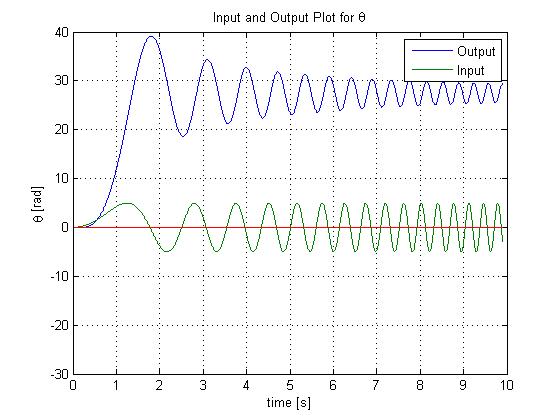 Input and Output Plot for θ
40
30
20
10
0
-10
-20
-30
θ [rad]
Output
Input
0 1 2 3 4 5 6 7 8 9 10
time [s]